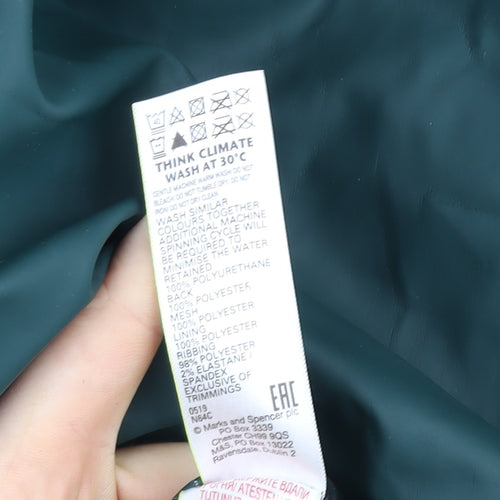 THINK CLIMATE
WASH AT 30°C
GENTLE MACHINE WARM WASH DO NOT
BLEACH DO NOT TUMBLE DRY DO NOT
IRON DO NOT DRY CLEAN
WASH SIMILAR
COLOURS TOGETHER
ADDITIONAL MACHINE
SPINNING CYCLE WILL
BE REQUIRED TO
MINIMISE THE WATER
RETAINED
100% POLYURETHANE
BACK
100% POLYESTER
MESH
100% POLYESTER
LINING
100% POLYESTER
RIBBING
98% POLYESTER
2% ELASTANE/
SPANDEX
EXCLUSIVE OF
TRIMMINGS
0519
N64C
EAC
© Marks and Spencer plc
PO Box 3339
Chester CH99 9QS
M&S, PO Box 13022
Ravensdale, Dublin 2
ВДАЛИ